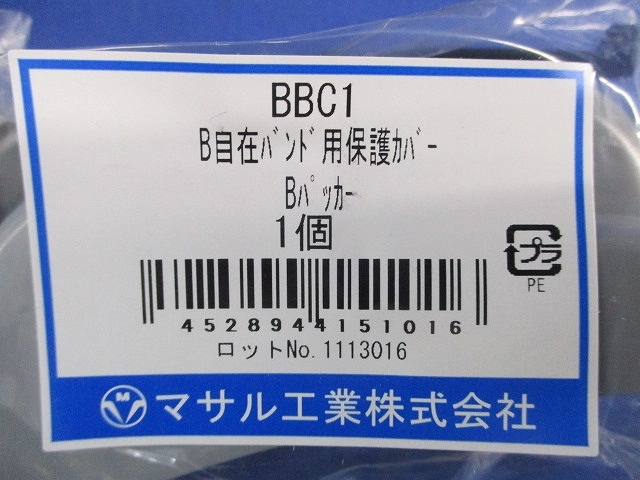 BBC1
B自在ﾊﾞﾝﾄﾞ用保護ｶﾊﾞｰ
Bﾊﾟｯｶｰ
1個
プラ
PE
4528944151016
ロットNo.1113016
M
マサル工業株式会社